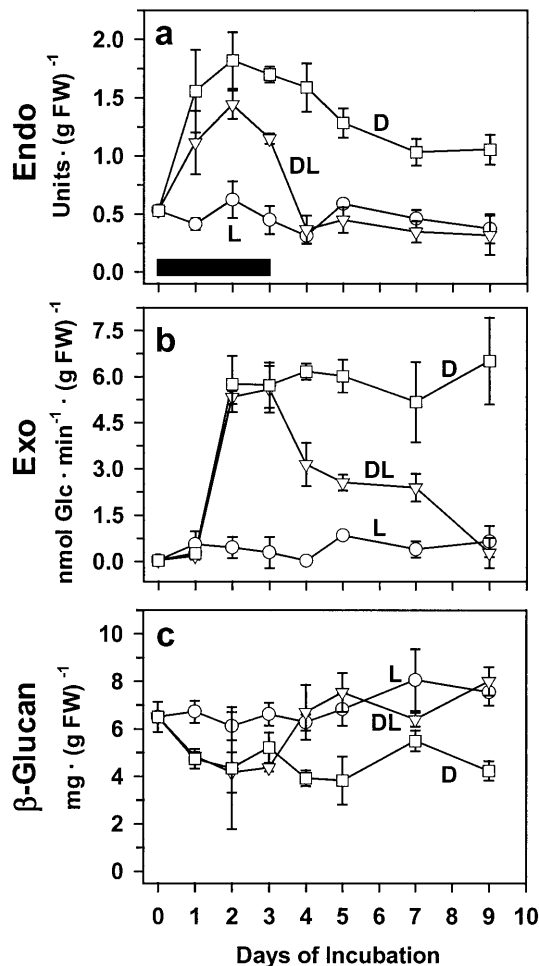 a
Endo
Units· (g FW) -1
2.0
1.5
1.0
0.5
0.0
D
DL
L
b
Exo
nmol Glc · min-1 · (g FW) -1
7.5
6.0
4.5
3.0
1.5
0.0
D
DL
L
c
β-Glucan
mg · (g FW) -1
10
8
6
4
2
0
L
DL
D
0 1 2 3 4 5 6 7 8 9 10
Days of Incubation